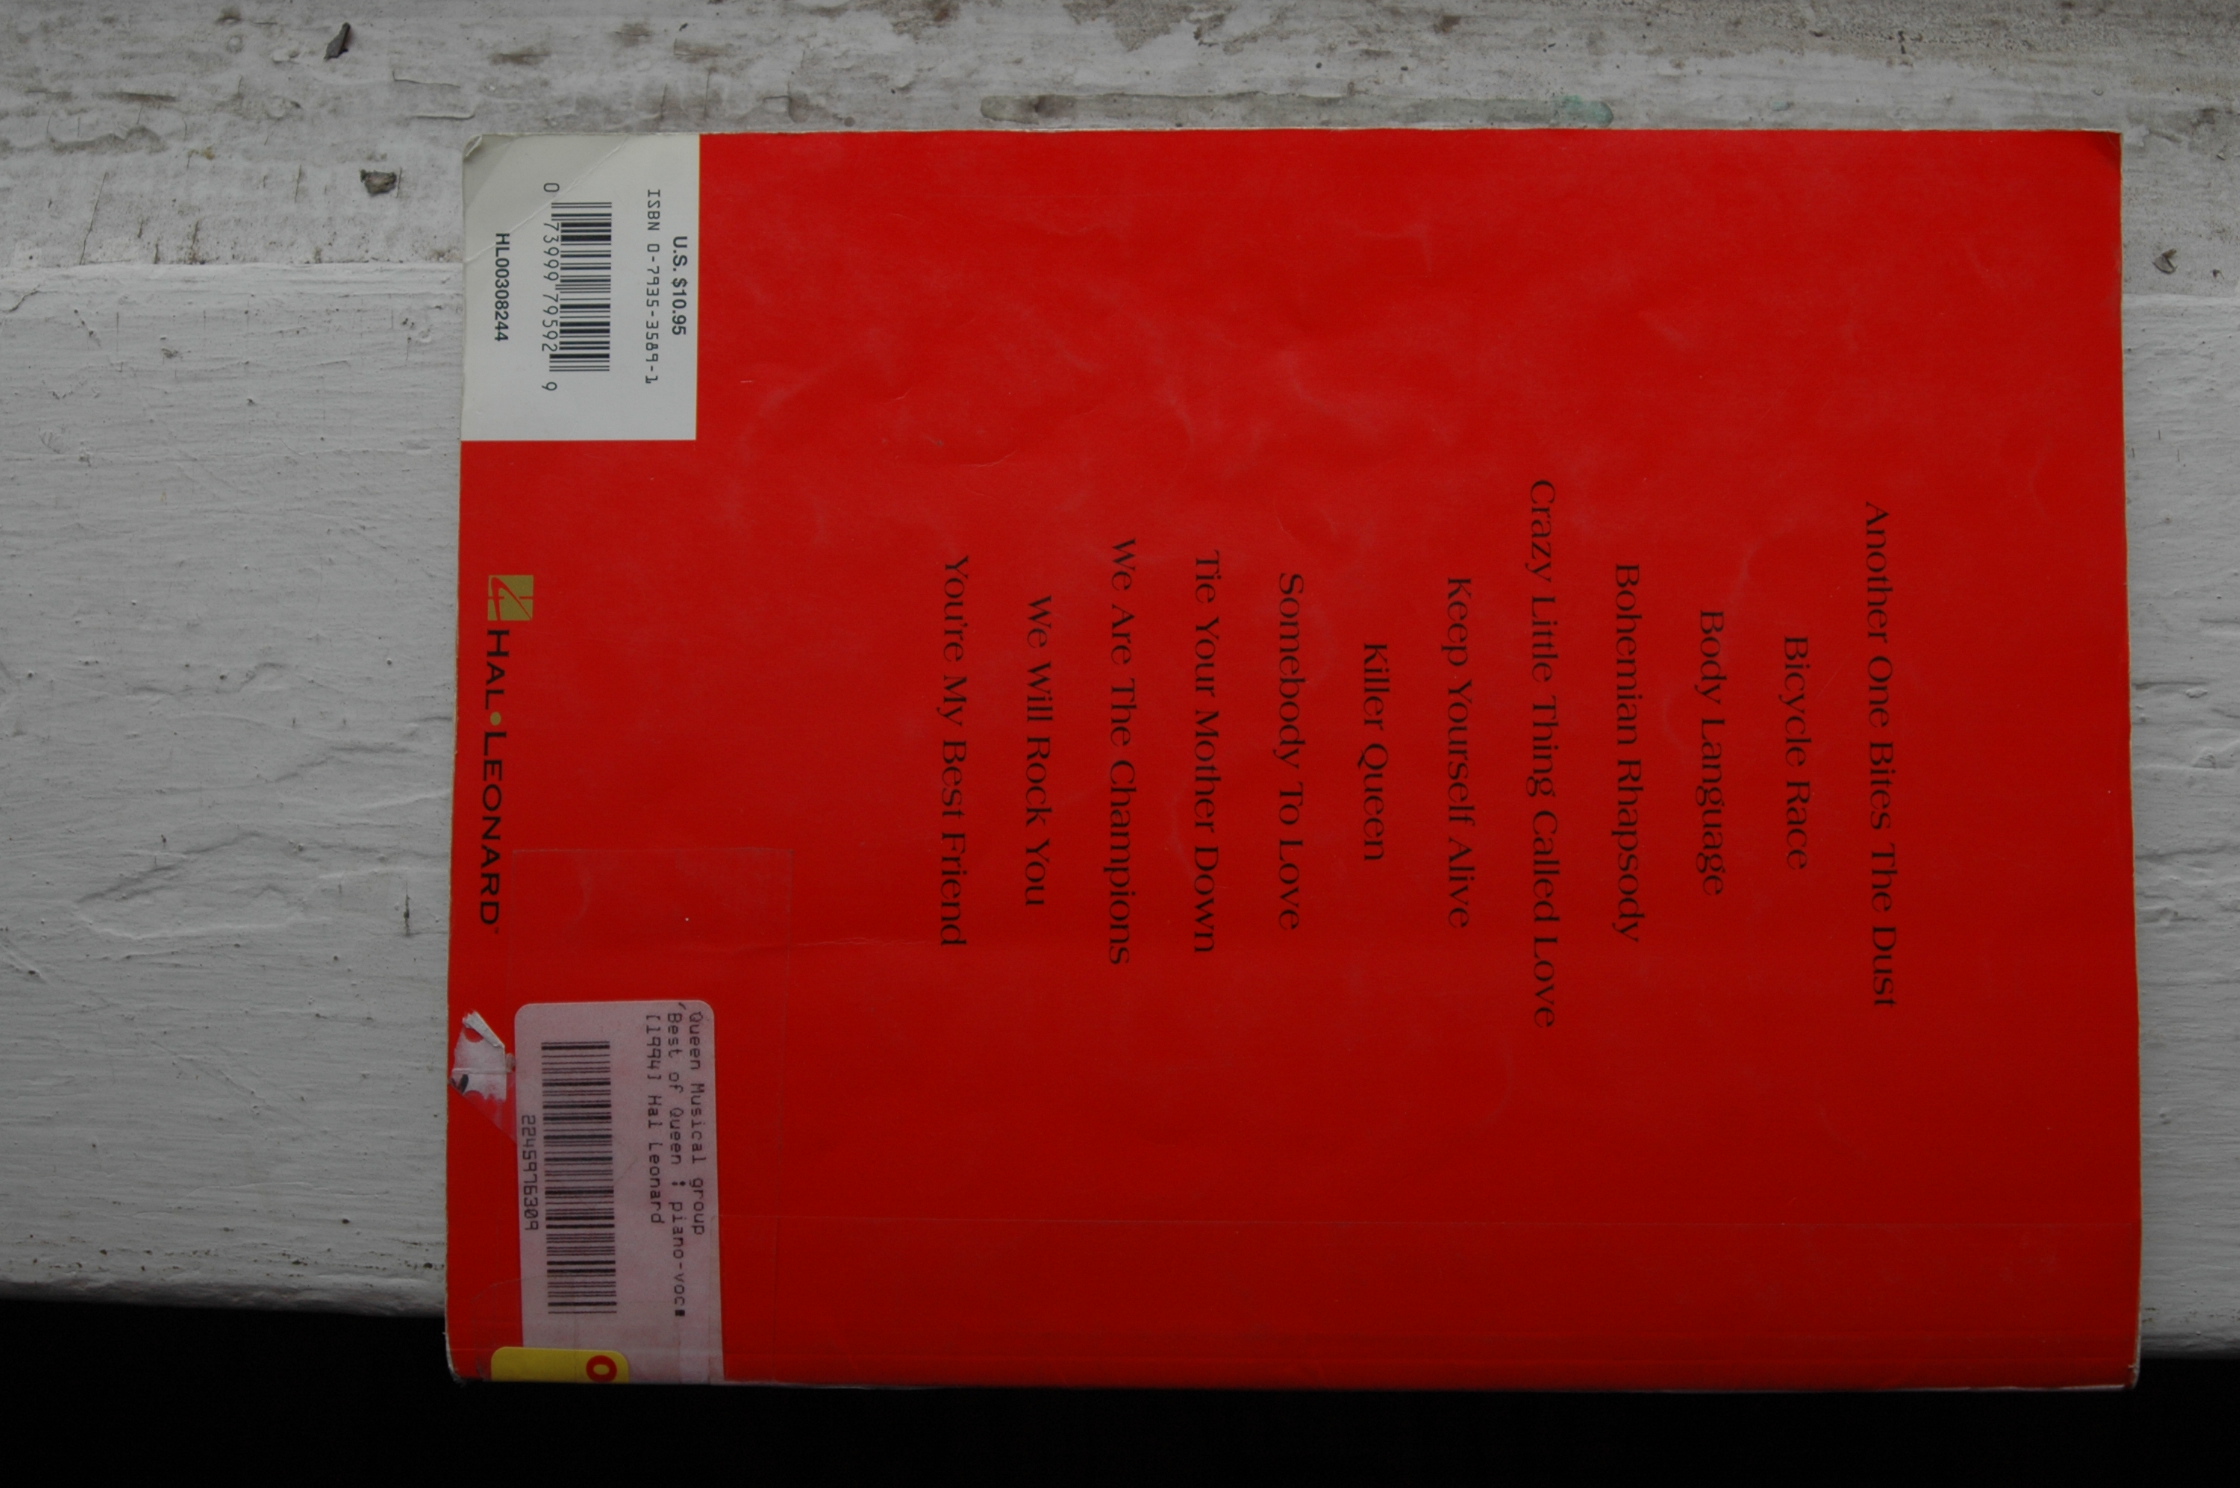 Another One Bites The Dust
Bicycle Race
Body Language
Bohemian Rhapsody
Crazy Little Thing Called Love
Keep Yourself Alive
Killer Queen
Somebody To Love
Tie Your Mother Down
We Are The Champions
We Will Rock You
You're My Best Friend
U.S. $10.95
ISBN 0-7935-3589-1
0 73999 79592 9
HL00308244
HAL•LEONARD™
Queen Musical group
Best of Queen : piano-voc
[1994] Hal Leonard
2245976309
O